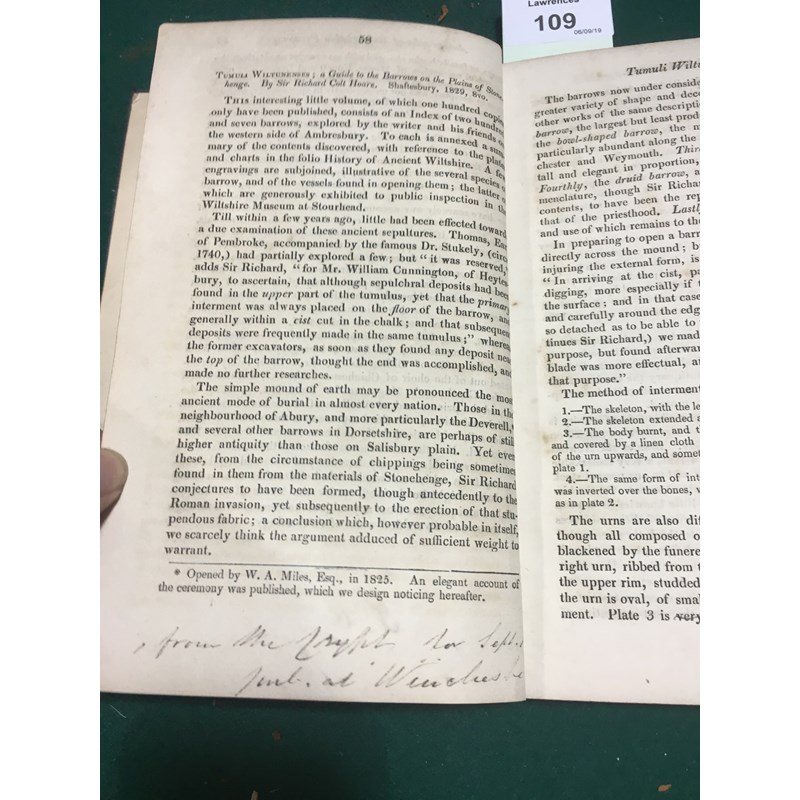 Lawrences
109
06/09/19
58
TUMULI WILTUNENSES; a Guide to the Barrows on the Plains of Stone-
henge. By Sir Richard Colt Hoare. Shaftesbury, 1829, 8vo.
THIS interesting little volume, of which one hundred copies
only have been published, consists of an Index of two hundred
and seven barrows, explored by the writer and his friends on
the western side of Ambresbury. To each is annexed a sum-
mary of the contents discovered, with reference to the plates
and charts in the folio History of Ancient Wiltshire. A few
engravings are subjoined, illustrative of the several species of
barrow, and of the vessels found in opening them; the latter of
which are generously exhibited to public inspection in the
Wiltshire Museum at Stourhead.
Till within a few years ago, little had been effected toward
a due examination of these ancient sepultures. Thomas, Earl
of Pembroke, accompanied by the famous Dr. Stukely, (circ.
1740,) had partially explored a few; but "it was reserved,"
adds Sir Richard, "for Mr. William Cunnington, of Heytes-
bury, to ascertain, that although sepulchral deposits had been
found in the upper part of the tumulus, yet that the primary
interment was always placed on the floor of the barrow, and
generally within a cist cut in the chalk; and that subsequent
deposits were frequently made in the same tumulus;" whereas
the former excavators, as soon as they found any deposit near
the top of the barrow, thought the end was accomplished, and
made no further researches.
The simple mound of earth may be pronounced the most
ancient mode of burial in almost every nation. Those in the
neighbourhood of Abury, and more particularly the Deverell,*
and several other barrows in Dorsetshire, are perhaps of still
higher antiquity than those on Salisbury plain. Yet even
these, from the circumstance of chippings being sometimes
found in them from the materials of Stonehenge, Sir Richard
conjectures to have been formed, though antecedently to the
Roman invasion, yet subsequently to the erection of that stu-
pendous fabric; a conclusion which, however probable in itself,
we scarcely think the argument adduced of sufficient weight to
warrant.
* Opened by W. A. Miles, Esq., in 1825. An elegant account of
the ceremony was published, which we design noticing hereafter.
from the
at Winches
Tumuli Wilt
The barrows now under conside
greater variety of shape and deco
other works of the same descripti
barrow, the largest but least prod
the bowl-shaped barrow, the m
particularly abundant along the
chester and Weymouth. Thir
tall and elegant in proportion,
Fourthly, the druid barrow, a
menclature, though Sir Richar
contents, to have been the rep
that of the priesthood. Lastl
and use of which remains to the
In preparing to open a barr
directly across the mound; b
injuring the external form, is
"In arriving at the cist, pa
digging, more especially if t
the surface; and in that case
and carefully around the edg
so detached as to be able to
tinues Sir Richard,) we mad
purpose, but found afterwar
blade was more effectual, a
that purpose."
The method of interment
1.—The skeleton, with the le
2.—The skeleton extended a
3.—The body burnt, and t
and covered by a linen cloth
of the urn upwards, and somet
plate 1.
4.—The same form of int
was inverted over the bones, v
as in plate 2.
The urns are also dif
though all composed o
blackened by the funere
right urn, ribbed from t
the upper rim, studded
the urn is oval, of smal
ment. Plate 3 is very